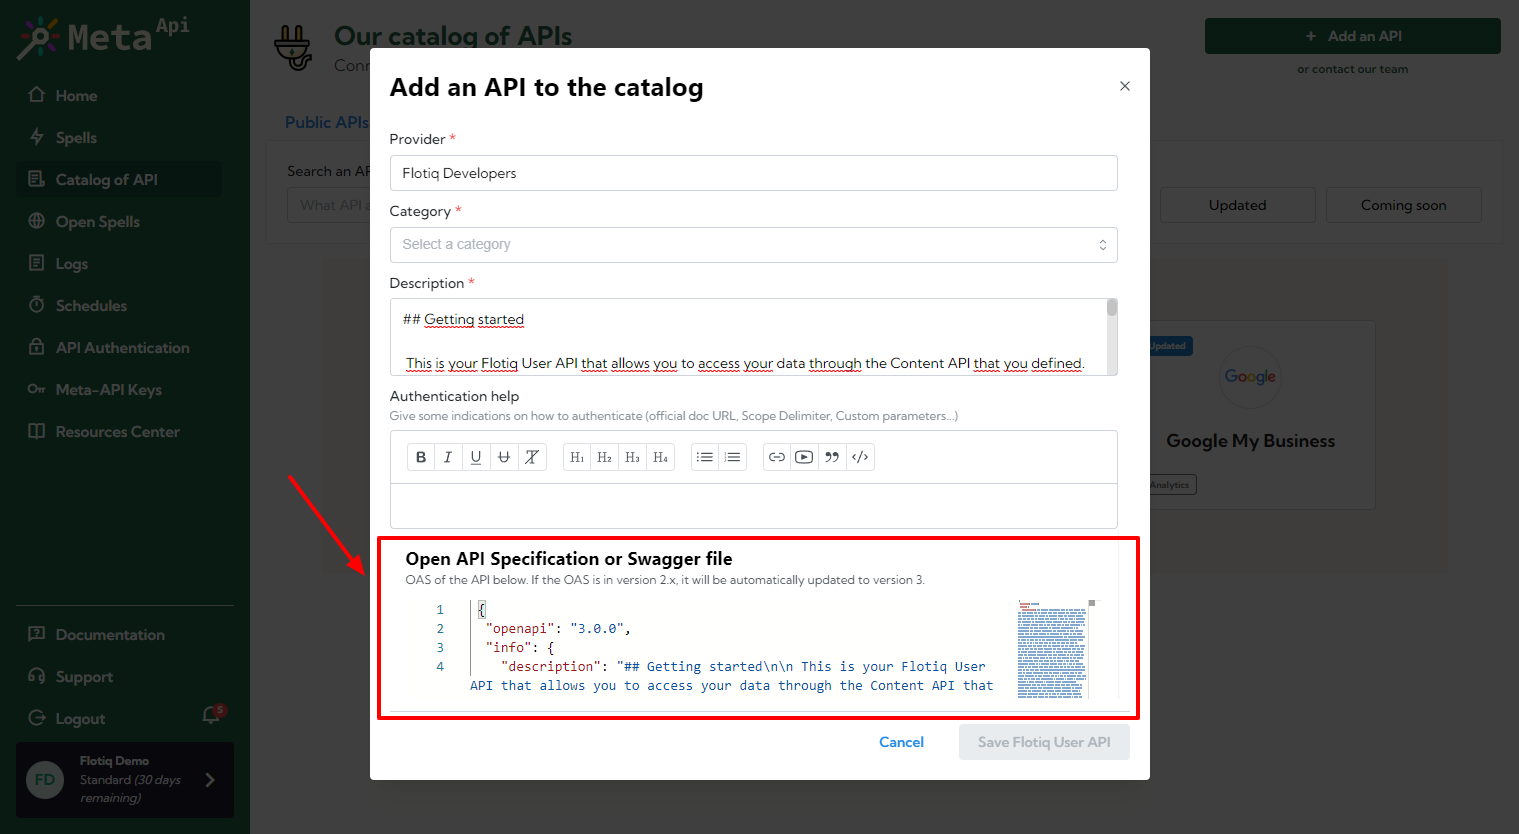 Meta Api
Home
Spells
Catalog of API
Open Spells
Logs
Schedules
API Authentication
Meta-API Keys
Resources Center
Documentation
Support
Logout
5
FD
Flotiq Demo
Standard (30 days
remaining)
Our catalog of APIs
Conn
+ Add an API
or contact our team
Public APIs
Search an AP
What API
Updated
Coming soon
Updated
Google
Google My Business
Analytics
Add an API to the catalog
Provider *
Flotiq Developers
Category *
Select a category
Description *
## Getting started
This is your Flotiq User API that allows you to access your data through the Content API that you defined.
Authentication help
Give some indications on how to authenticate (official doc URL, Scope Delimiter, Custom parameters...)
B I U T H1 H2 H3 H4 </>
Open API Specification or Swagger file
OAS of the API below. If the OAS is in version 2.x, it will be automatically updated to version 3.
1 {
2 "openapi": "3.0.0",
3 "info": {
4 "description": "## Getting started\n\n This is your Flotiq User
API that allows you to access your data through the Content API that
Cancel
Save Flotiq User API